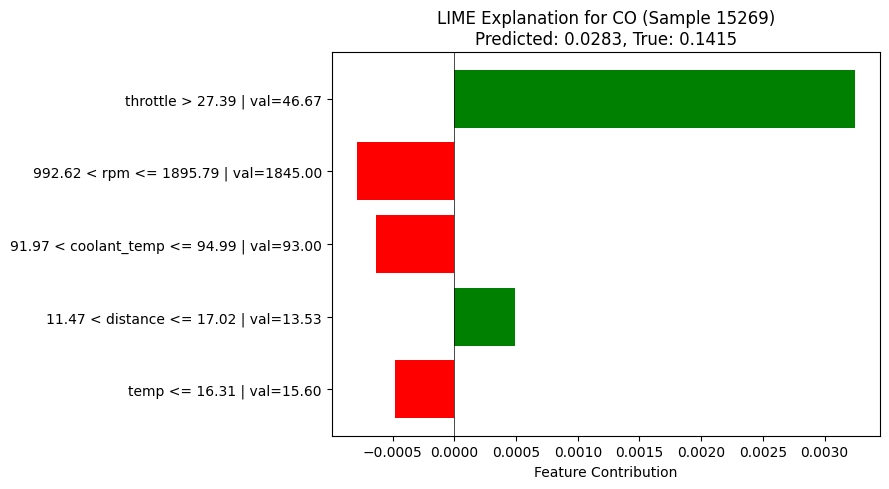 LIME Explanation for CO (Sample 15269)
Predicted: 0.0283, True: 0.1415
throttle > 27.39 | val=46.67
992.62 < rpm <= 1895.79 | val=1845.00
91.97 < coolant_temp <= 94.99 | val=93.00
11.47 < distance <= 17.02 | val=13.53
temp <= 16.31 | val=15.60
−0.0005 0.0000 0.0005 0.0010 0.0015 0.0020 0.0025 0.0030
Feature Contribution